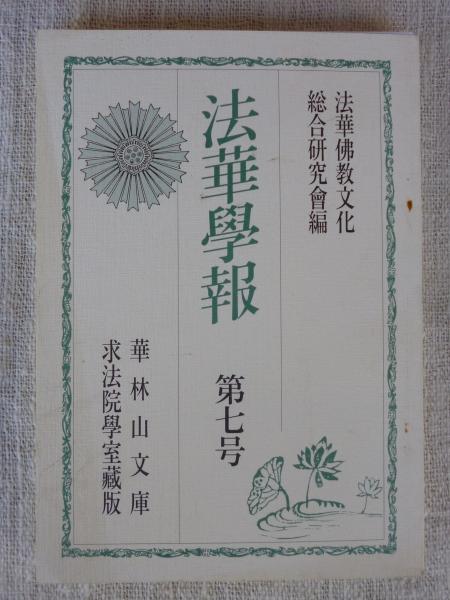 法華佛教文化
総合研究會編
法華學報
第七号
華林山文庫
求法院學室藏版